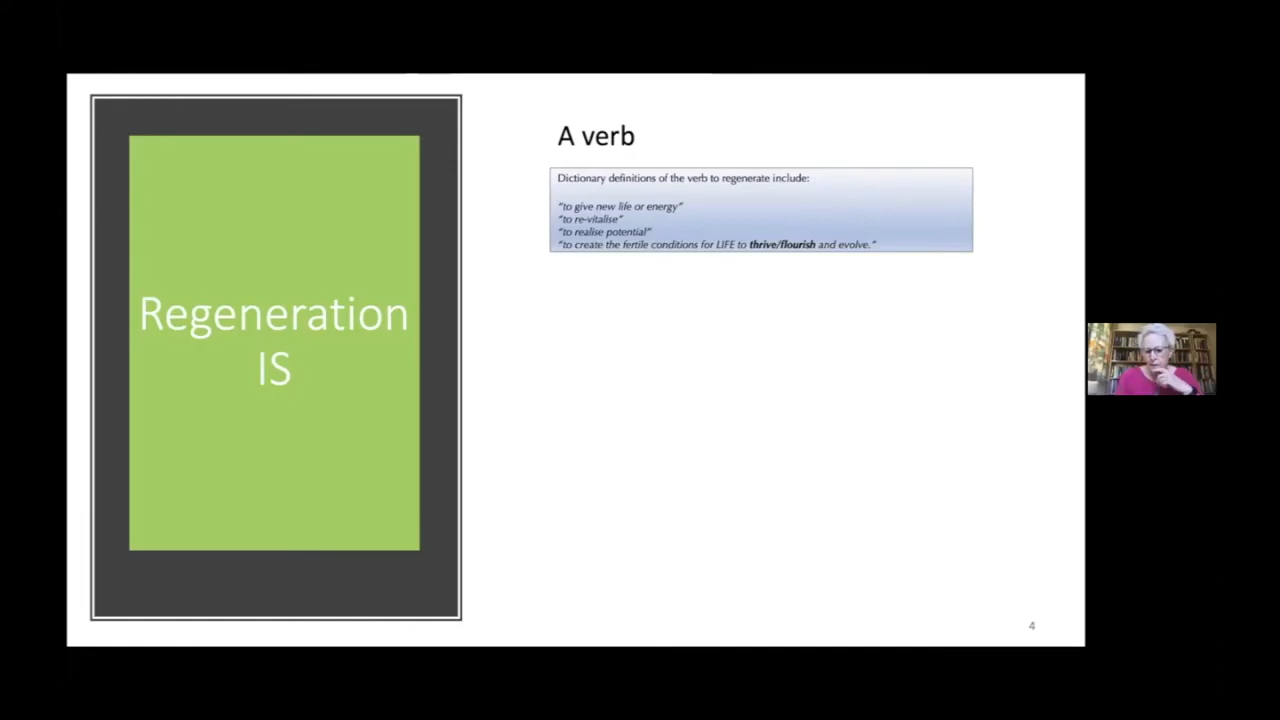 Regeneration
IS
A verb
Dictionary definitions of the verb to regenerate include:
“to give new life or energy”
“to re-vitalise”
“to realise potential”
“to create the fertile conditions for LIFE to thrive/flourish and evolve.”
4